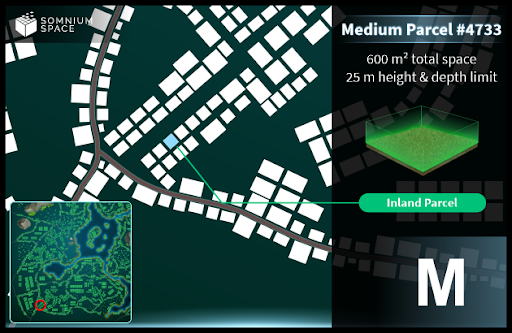 SOMNIUM
SPACE
Medium Parcel #4733
600 m² total space
25 m height & depth limit
Inland Parcel
M